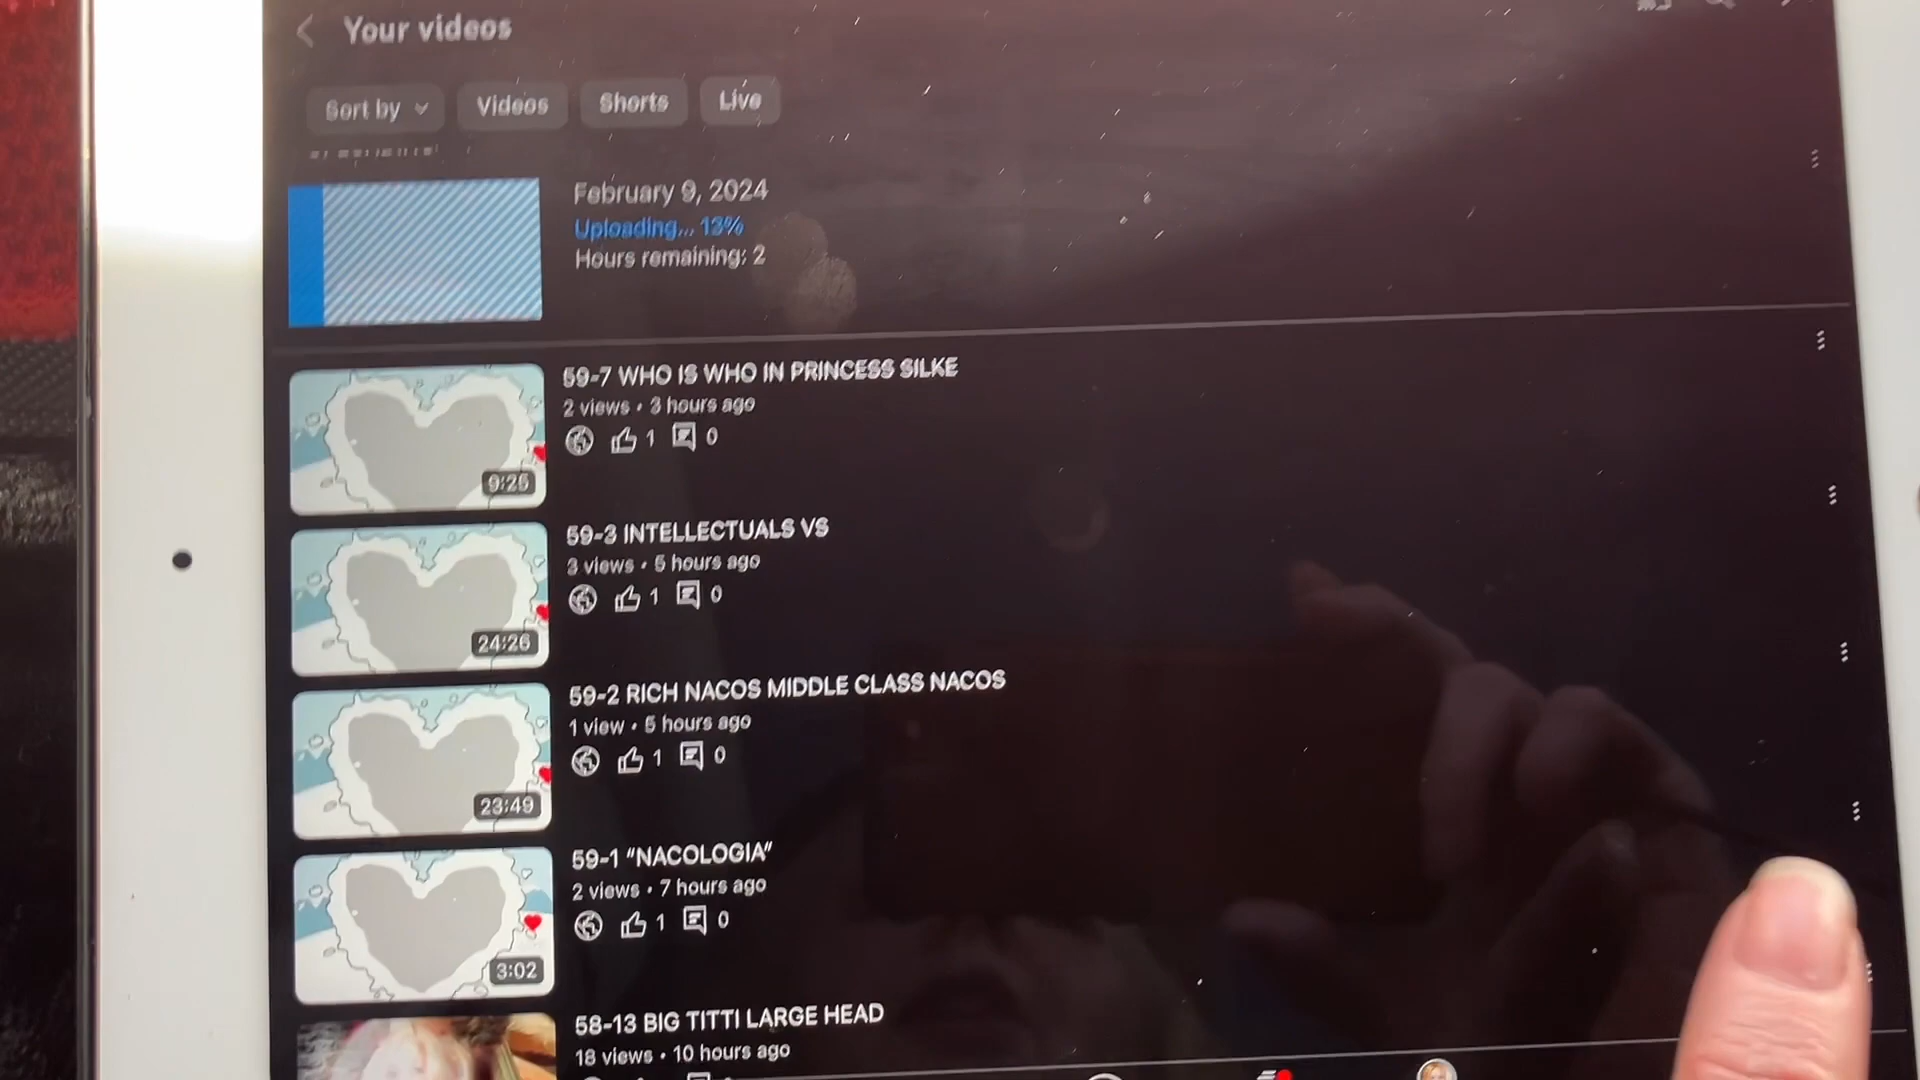 Your videos
Sort by
Videos
Shorts
Live
February 9, 2024
Uploading... 13%
Hours remaining: 2
59-7 WHO IS WHO IN PRINCESS SILKE
2 views • 3 hours ago
1
0
9:25
59-3 INTELLECTUALS VS
3 views • 5 hours ago
1
0
24:26
59-2 RICH NACOS MIDDLE CLASS NACOS
1 view • 5 hours ago
1
0
23:49
59-1 “NACOLOGIA”
2 views • 7 hours ago
1
0
3:02
58-13 BIG TITTI LARGE HEAD
18 views • 10 hours ago